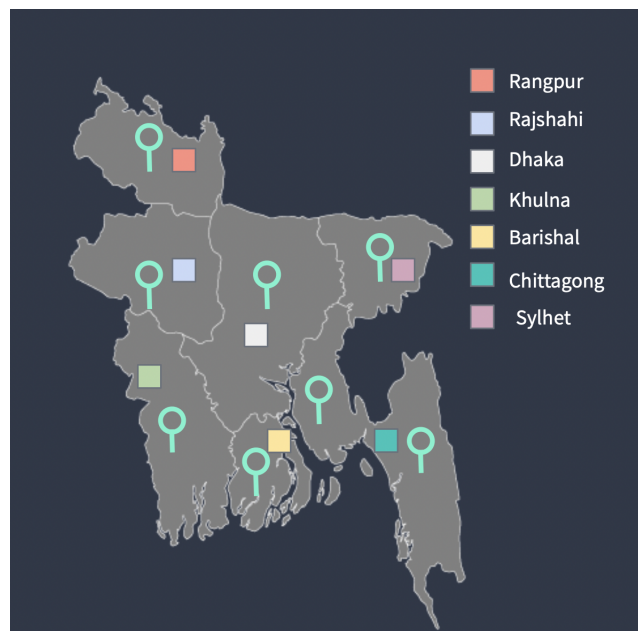 Rangpur
Rajshahi
Dhaka
Khulna
Barishal
Chittagong
Sylhet